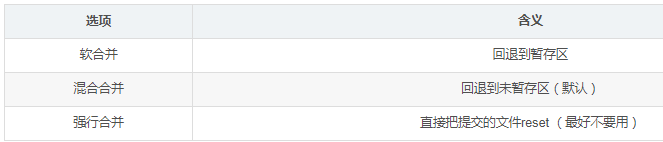 选项 含义
软合并 回退到暂存区
混合合并 回退到未暂存区（默认）
强行合并 直接把提交的文件reset （最好不要用）